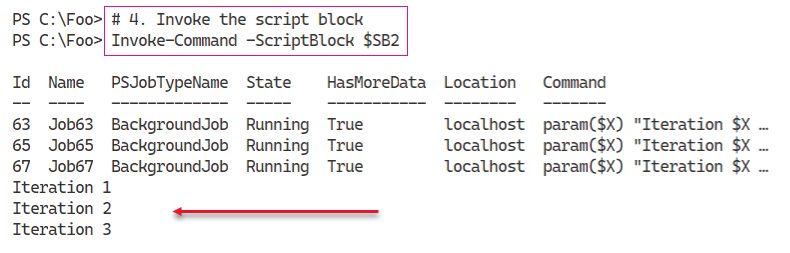 PS C:\Foo> # 4. Invoke the script block
PS C:\Foo> Invoke-Command -ScriptBlock $SB2
Id Name PSJobTypeName State HasMoreData Location Command
-- ---- ------------- ----- ----------- -------- -------
63 Job63 BackgroundJob Running True localhost param($X) "Iteration $X …
65 Job65 BackgroundJob Running True localhost param($X) "Iteration $X …
67 Job67 BackgroundJob Running True localhost param($X) "Iteration $X …
Iteration 1
Iteration 2
Iteration 3